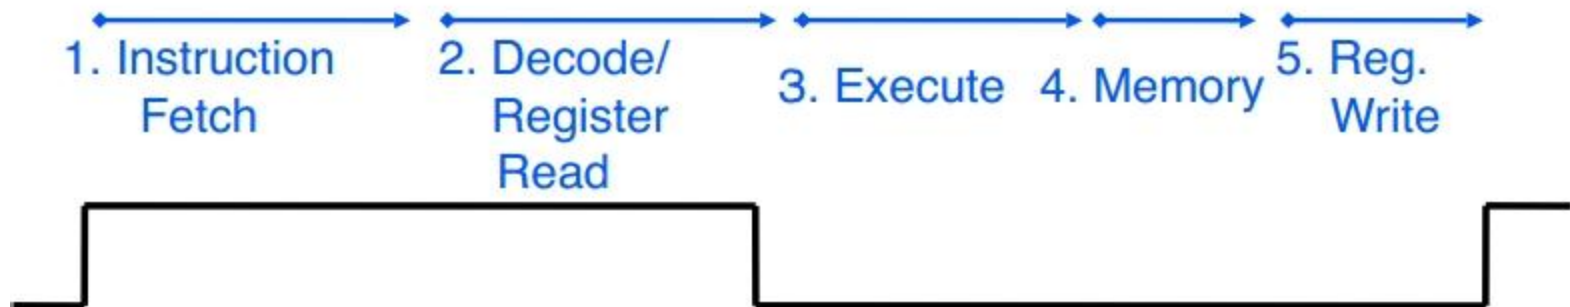 1. Instruction
Fetch
2. Decode/
Register
Read
3. Execute
4. Memory
5. Reg.
Write